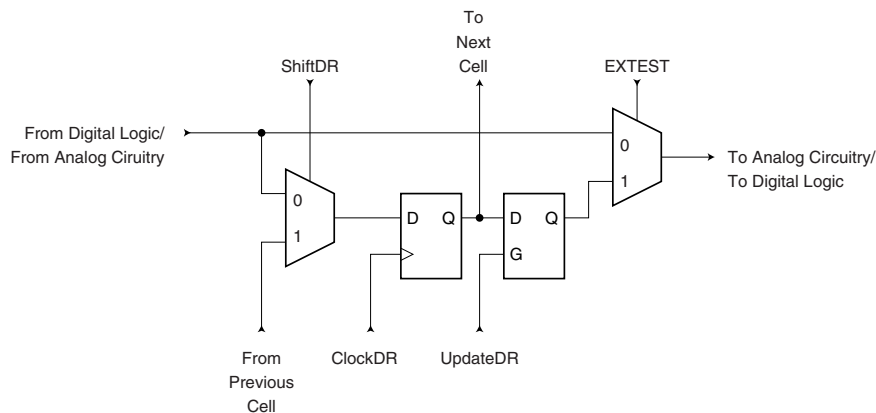 To
Next
Cell
ShiftDR
EXTEST
From Digital Logic/
From Analog Ciruitry
0
1
To Analog Circuitry/
To Digital Logic
0
1
D Q
D Q
G
From
Previous
Cell
ClockDR
UpdateDR